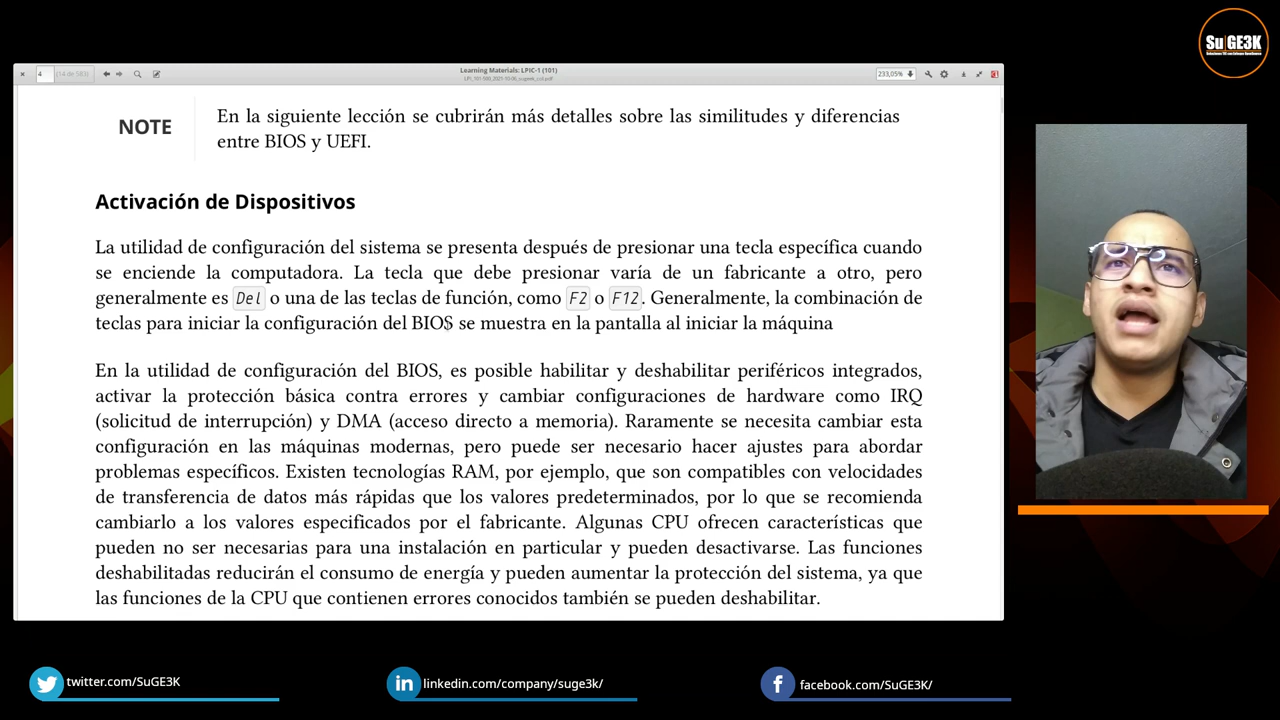 Learning Materials: LPIC-1 (101)
4 (14 de 583)
233,05%
SuGE3K
NOTE
En la siguiente lección se cubrirán más detalles sobre las similitudes y diferencias
entre BIOS y UEFI.
Activación de Dispositivos
La utilidad de configuración del sistema se presenta después de presionar una tecla específica cuando
se enciende la computadora. La tecla que debe presionar varía de un fabricante a otro, pero
generalmente es Del o una de las teclas de función, como F2 o F12. Generalmente, la combinación de
teclas para iniciar la configuración del BIOS se muestra en la pantalla al iniciar la máquina
En la utilidad de configuración del BIOS, es posible habilitar y deshabilitar periféricos integrados,
activar la protección básica contra errores y cambiar configuraciones de hardware como IRQ
(solicitud de interrupción) y DMA (acceso directo a memoria). Raramente se necesita cambiar esta
configuración en las máquinas modernas, pero puede ser necesario hacer ajustes para abordar
problemas específicos. Existen tecnologías RAM, por ejemplo, que son compatibles con velocidades
de transferencia de datos más rápidas que los valores predeterminados, por lo que se recomienda
cambiarlo a los valores especificados por el fabricante. Algunas CPU ofrecen características que
pueden no ser necesarias para una instalación en particular y pueden desactivarse. Las funciones
deshabilitadas reducirán el consumo de energía y pueden aumentar la protección del sistema, ya que
las funciones de la CPU que contienen errores conocidos también se pueden deshabilitar.
twitter.com/SuGE3K
linkedin.com/company/suge3k/
facebook.com/SuGE3K/